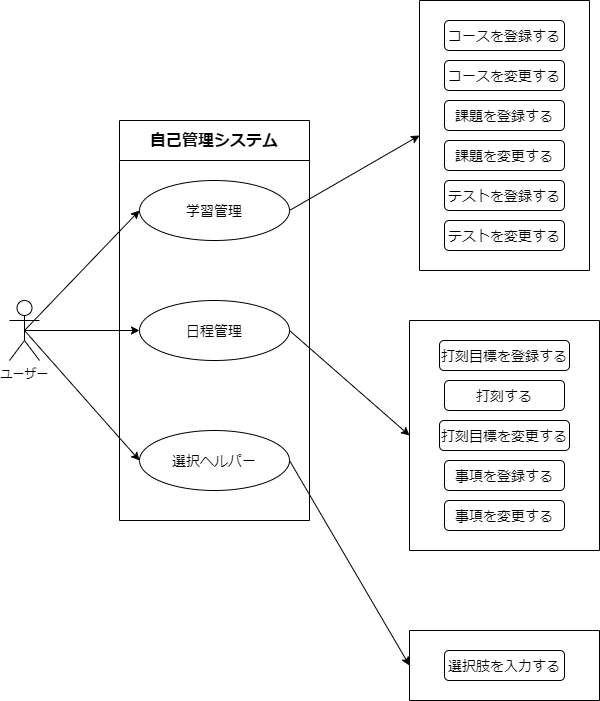 コースを登録する
コースを変更する
課題を登録する
課題を変更する
テストを登録する
テストを変更する
自己管理システム
学習管理
日程管理
選択ヘルパー
ユーザー
打刻目標を登録する
打刻する
打刻目標を変更する
事項を登録する
事項を変更する
選択肢を入力する